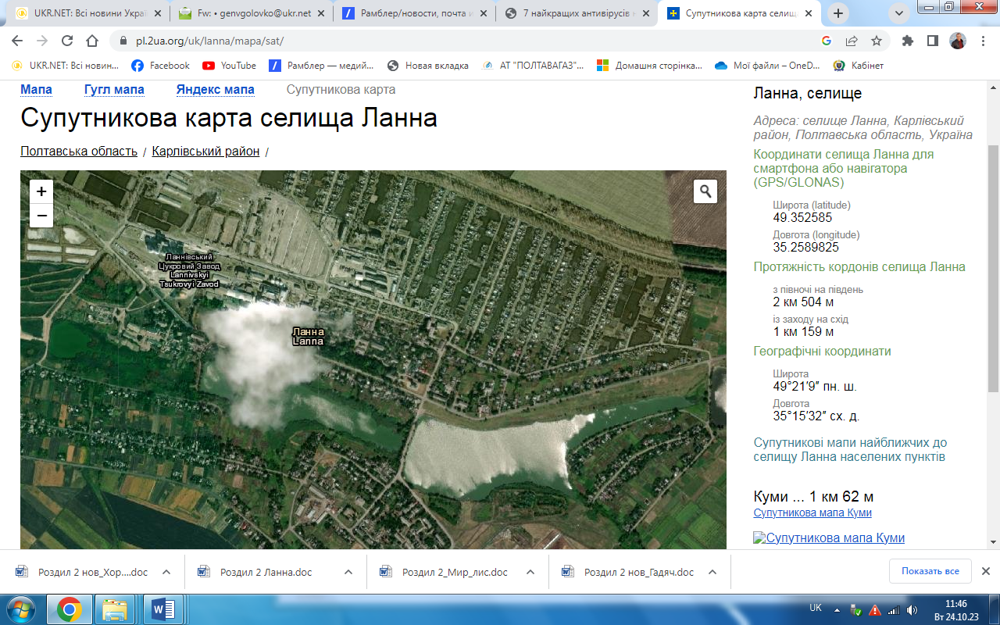 UKR.NET: Всі новини Украї
Fw: • genvgolovko@ukr.net
Рамблер/новости, почта и
7 найкращих антивірусів
Супутникова карта селищ
pl.2ua.org/uk/lanna/mapa/sat/
UKR.NET: Всі новин...
Facebook
YouTube
Рамблер — медий...
Новая вкладка
АТ "ПОЛТАВАГАЗ"...
Домашня сторінка...
Мої файли – OneD...
Кабінет
Мапа
Гугл мапа
Яндекс мапа
Супутникова карта
Супутникова карта селища Ланна
Полтавська область / Карлівський район /
+
−
Ланнівський
Цукровий Завод
Lannivskyi
Tsukrovyi Zavod
Ланна
Lanna
Ланна, селище
Адреса: селище Ланна, Карлівський
район, Полтавська область, Україна
Координати селища Ланна для
смартфона або навігатора
(GPS/GLONAS)
Широта (latitude)
49.352585
Довгота (longitude)
35.2589825
Протяжність кордонів селища Ланна
з півночі на південь
2 км 504 м
із заходу на схід
1 км 159 м
Географічні координати
Широта
49°21′9″ пн. ш.
Довгота
35°15′32″ сх. д.
Супутникові мапи найближчих до
селищу Ланна населених пунктів
Куми ... 1 км 62 м
Супутникова мапа Куми
Супутникова мапа Куми
Роздил 2 нов_Хор....doc
Роздил 2 Ланна.doc
Роздил 2_Мир_лис.doc
Роздил 2 нов_Гадяч.doc
Показать все
UK
11:46
Вт 24.10.23